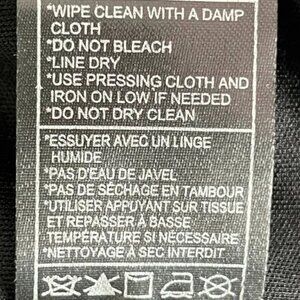 *WIPE CLEAN WITH A DAMP
CLOTH
*DO NOT BLEACH
*LINE DRY
*USE PRESSING CLOTH AND
IRON ON LOW IF NEEDED
*DO NOT DRY CLEAN
*ESSUYER AVEC UN LINGE
HUMIDE
*PAS D'EAU DE JAVEL
*PAS DE SÉCHAGE EN TAMBOUR
*UTILISER APPUYANT SUR TISSUE
ET REPASSER À BASSE
TEMPÉRATURE SI NÉCESSAIRE
*NETTOYAGE À SEC INTERDIT